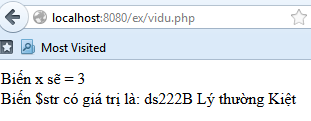 localhost:8080/ex/vidu.php
Most Visited
Biến x sẽ = 3
Biến $str có giá trị là: ds222B Lý thường Kiệt